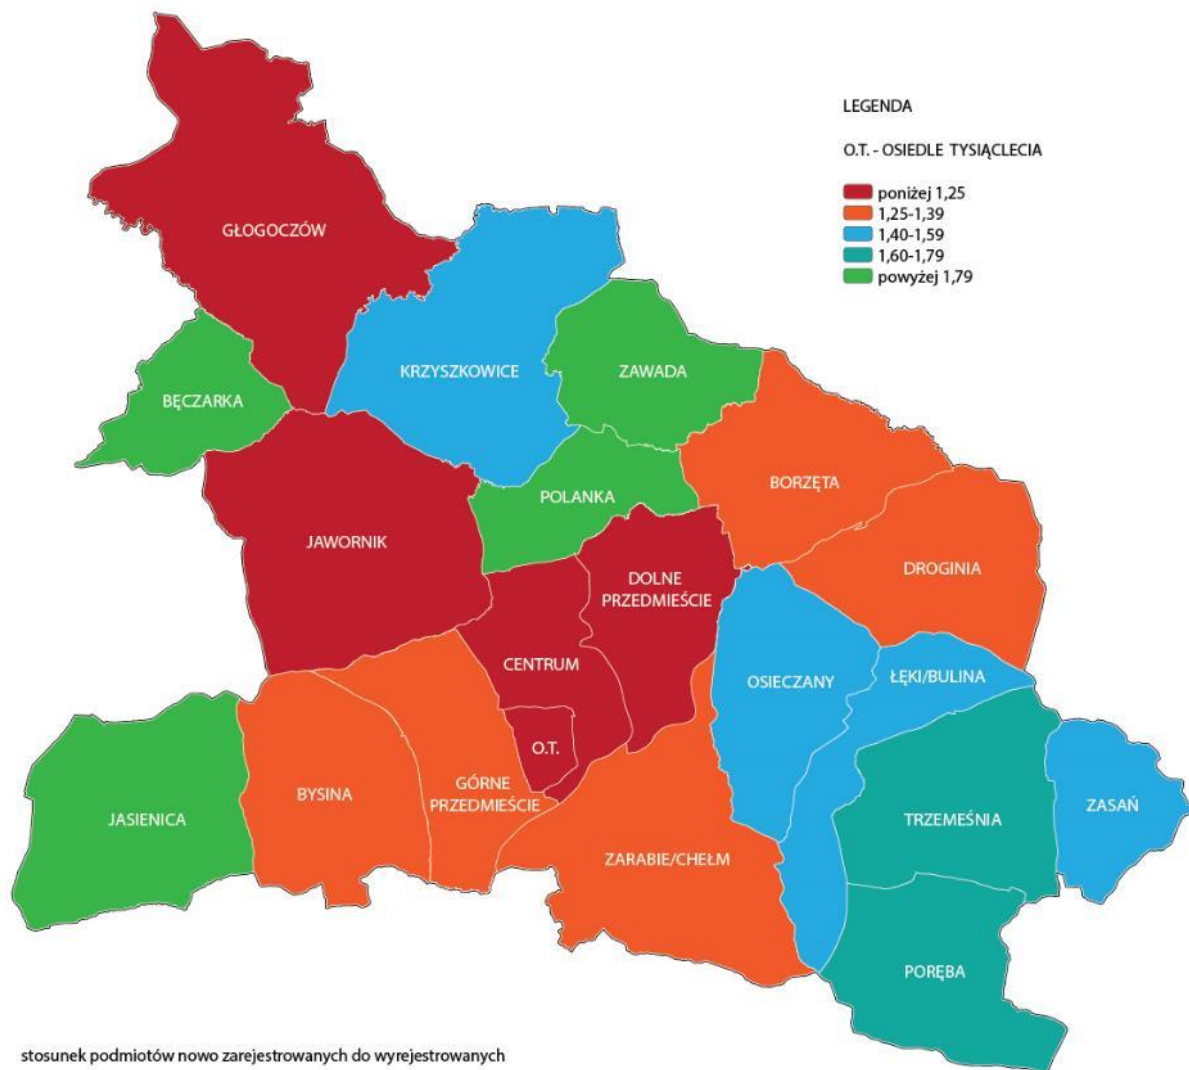 LEGENDA
O.T. - OSIEDLE TYSIĄCLECIA
poniżej 1,25
1,25-1,39
1,40-1,59
1,60-1,79
powyżej 1,79
GŁOGOCZÓW
KRZYSZKOWICE
ZAWADA
BĘCZARKA
BORZĘTA
POLANKA
JAWORNIK
DROGINIA
DOLNE
PRZEDMIEŚCIE
CENTRUM
OSIECZANY
ŁĘKI/BULINA
O.T.
GÓRNE
PRZEDMIEŚCIE
BYSINA
JASIENICA
TRZEMEŚNIA
ZASAŃ
ZARABIE/CHEŁM
PORĘBA
stosunek podmiotów nowo zarejestrowanych do wyrejestrowanych